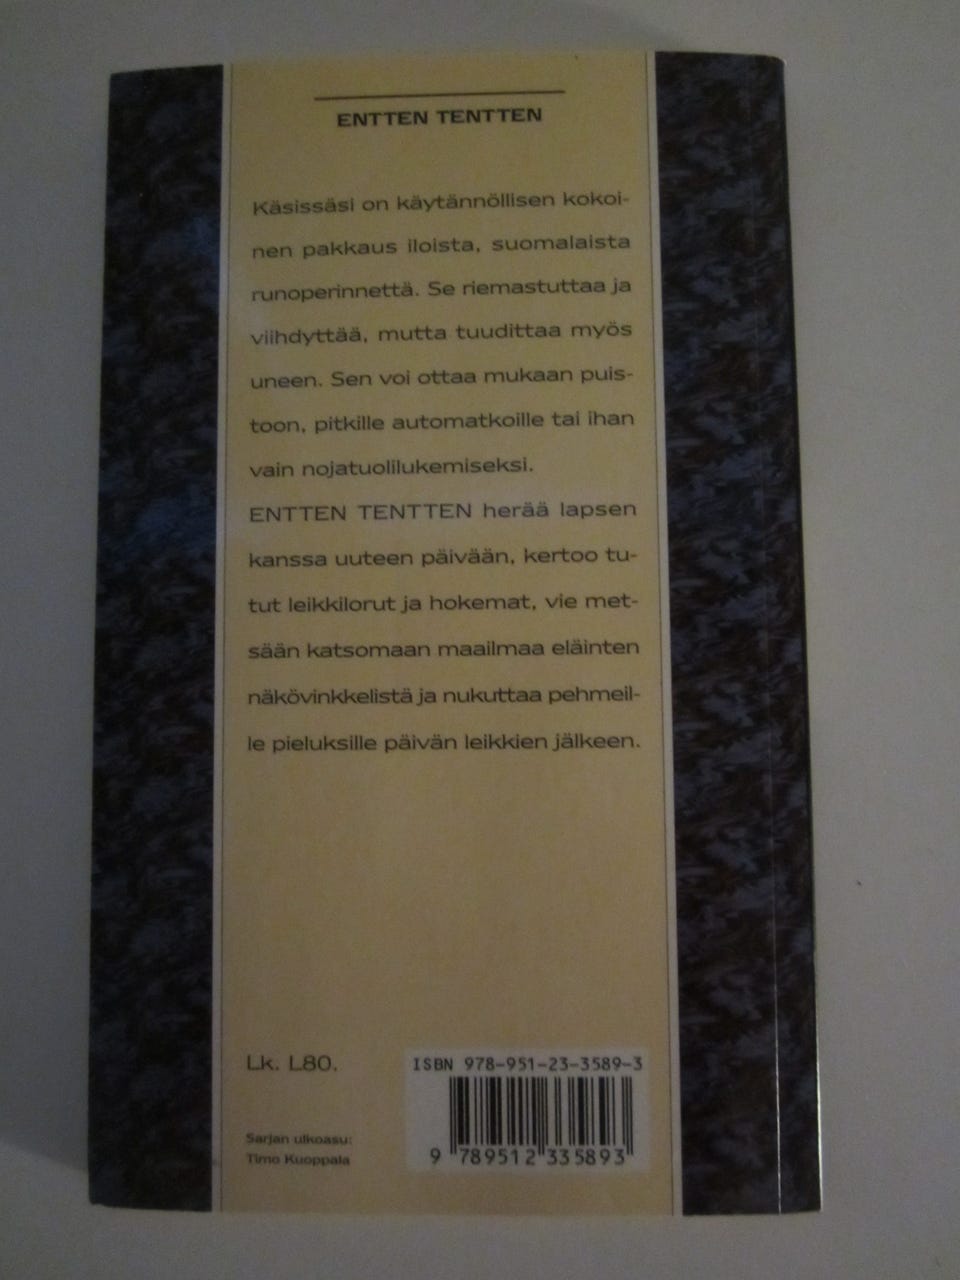 ENTTEN TENTTEN
Käsissäsi on käytännöllisen kokoi-
nen pakkaus iloista, suomalaista
runoperinnettä. Se riemastuttaa ja
viihdyttää, mutta tuudittaa myös
uneen. Sen voi ottaa mukaan puis-
toon, pitkille automatkoille tai ihan
vain nojatuolilukemiseksi.
ENTTEN TENTTEN herää lapsen
kanssa uuteen päivään, kertoo tu-
tut leikkilorut ja hokemat, vie met-
sään katsomaan maailmaa eläinten
näkövinkkelistä ja nukuttaa pehmeil-
le pieluksille päivän leikkien jälkeen.
Lk. L80.
ISBN 978-951-23-3589-3
Sarjan ulkoasu:
Timo Kuoppala
9 789512 335893